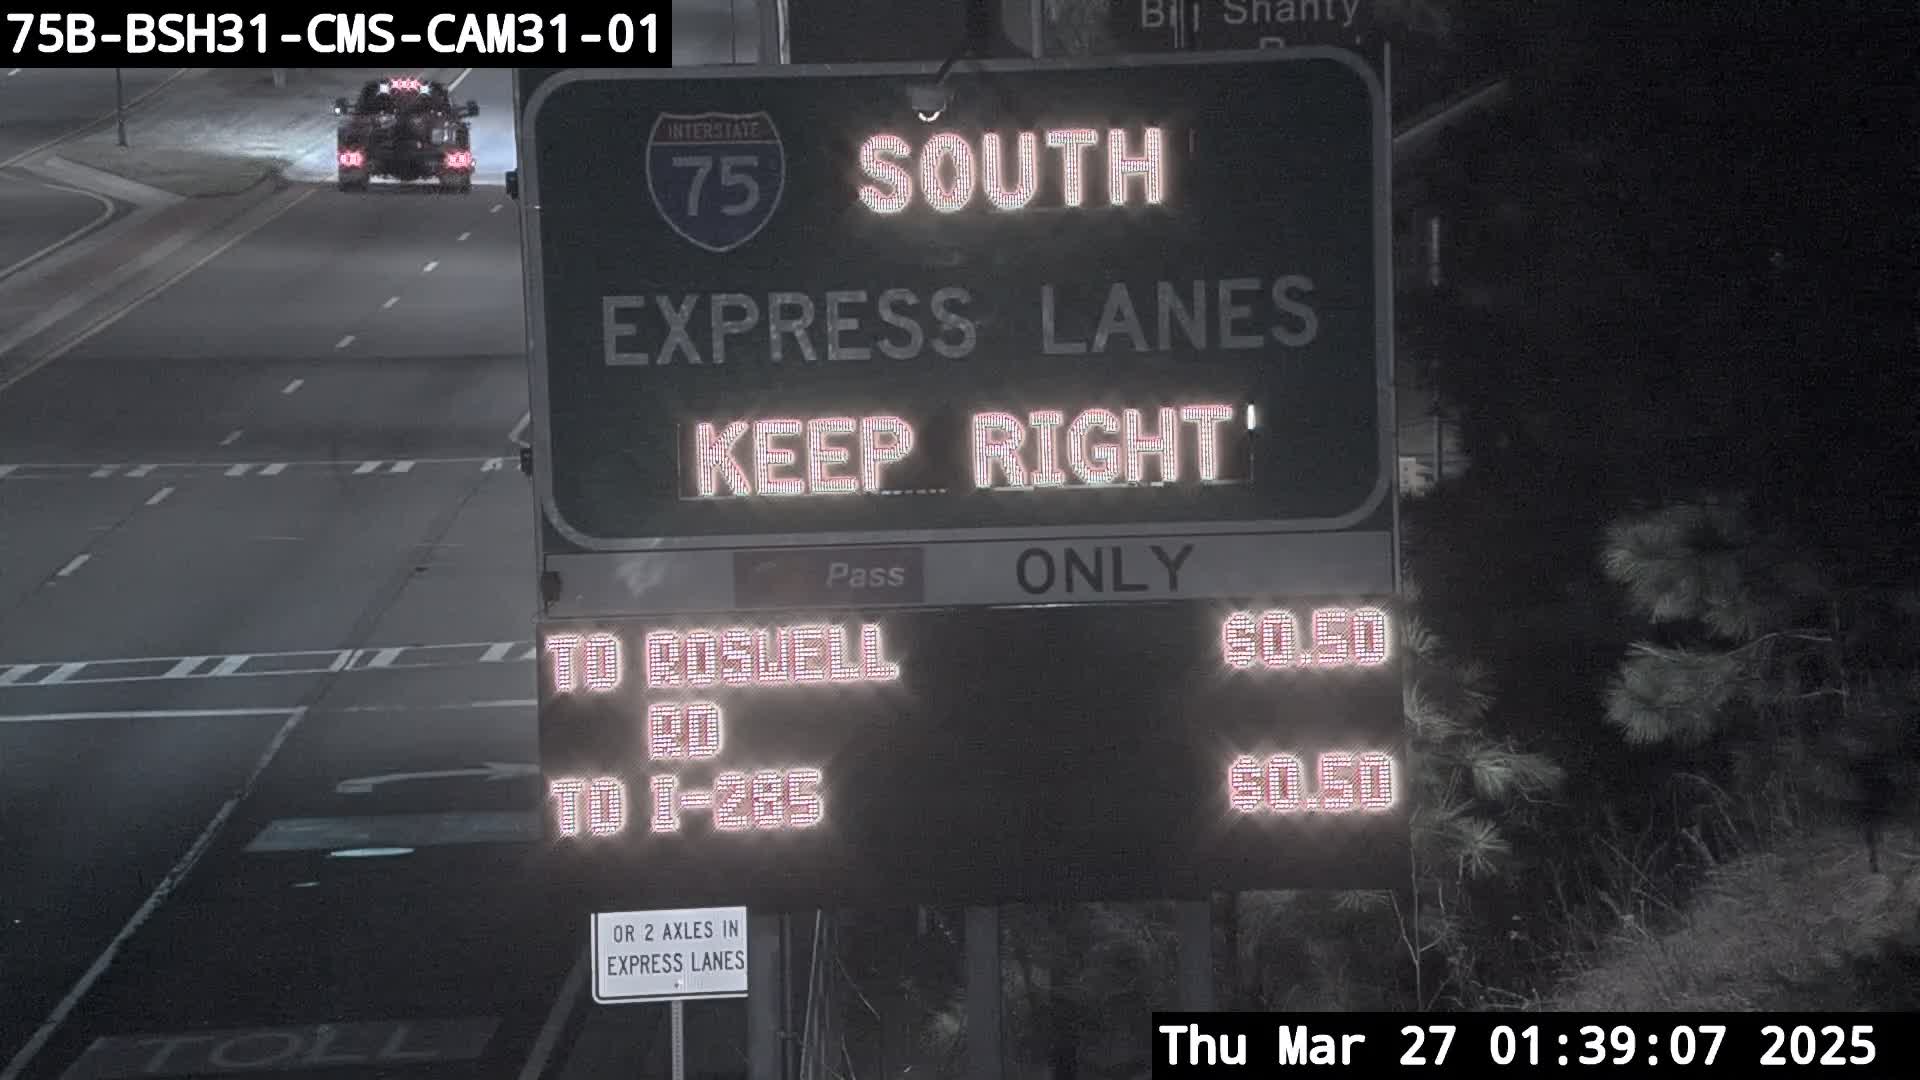 75B-BSH31-CMS-CAM31-01
Shanty
INTERSTATE
75
SOUTH
EXPRESS LANES
KEEP RIGHT
Pass ONLY
TO ROSWELL $0.50
RD
TO I-285 $0.50
OR 2 AXLES IN
EXPRESS LANES
TOLL
Thu Mar 27 01:39:07 2025